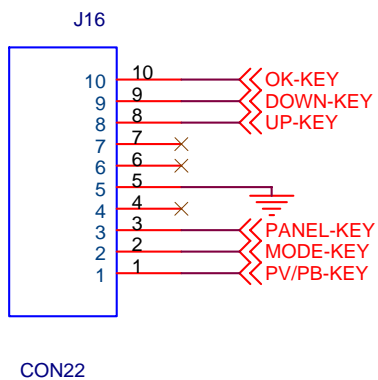 J16
10 10 OK-KEY
9 9 DOWN-KEY
8 8 UP-KEY
7 7
6 6
5 5
4 4
3 3 PANEL-KEY
2 2 MODE-KEY
1 1 PV/PB-KEY
CON22